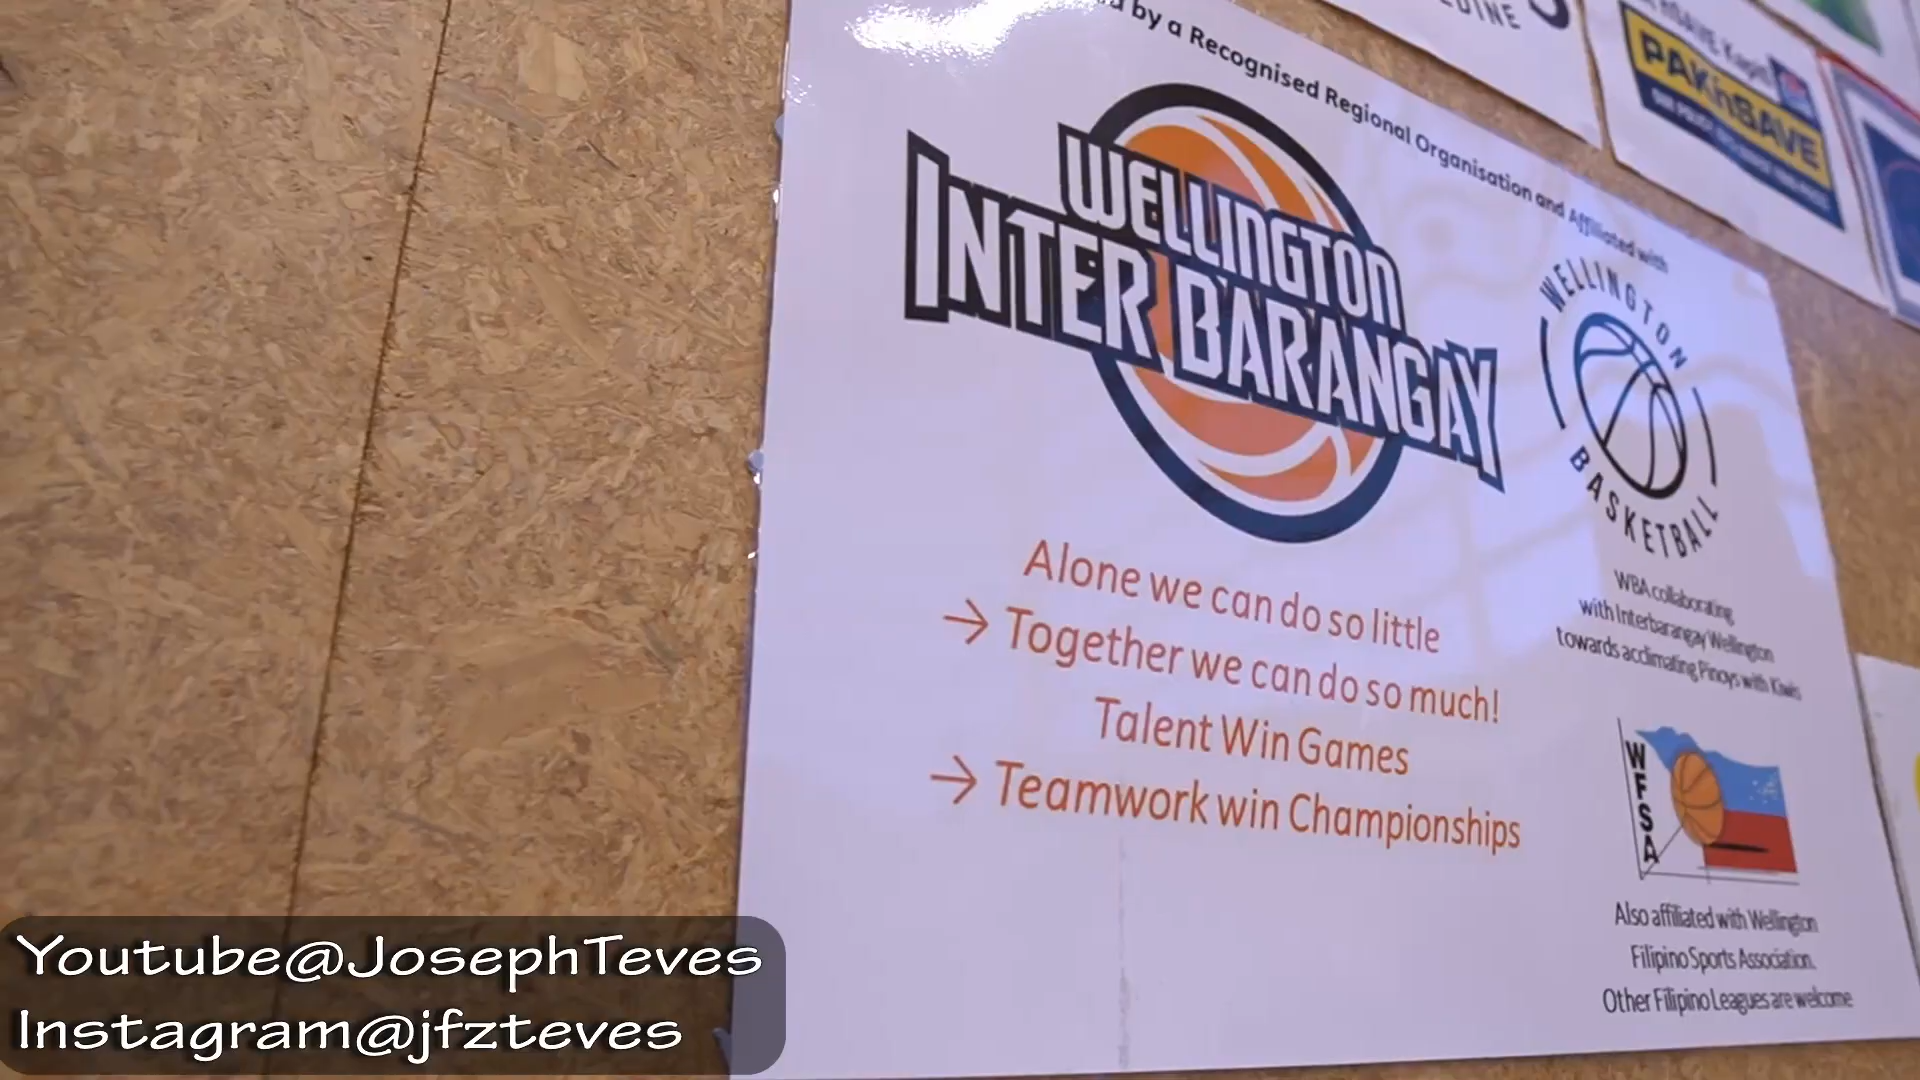 by a Recognised Regional Organisation and Affiliated with
EDINE
PAK'nSAVE
WELLINGTON
INTER BARANGAY
WELLINGTON
BASKETBALL
WBA collaborating
with Interbarangay Wellington
towards acclimating Pinoys with Kiwis
Alone we can do so little
→ Together we can do so much!
Talent Win Games
→ Teamwork win Championships
WFSA
Also affiliated with Wellington
Filipino Sports Association.
Other Filipino Leagues are welcome
Youtube@JosephTeves
Instagram@jfzteves